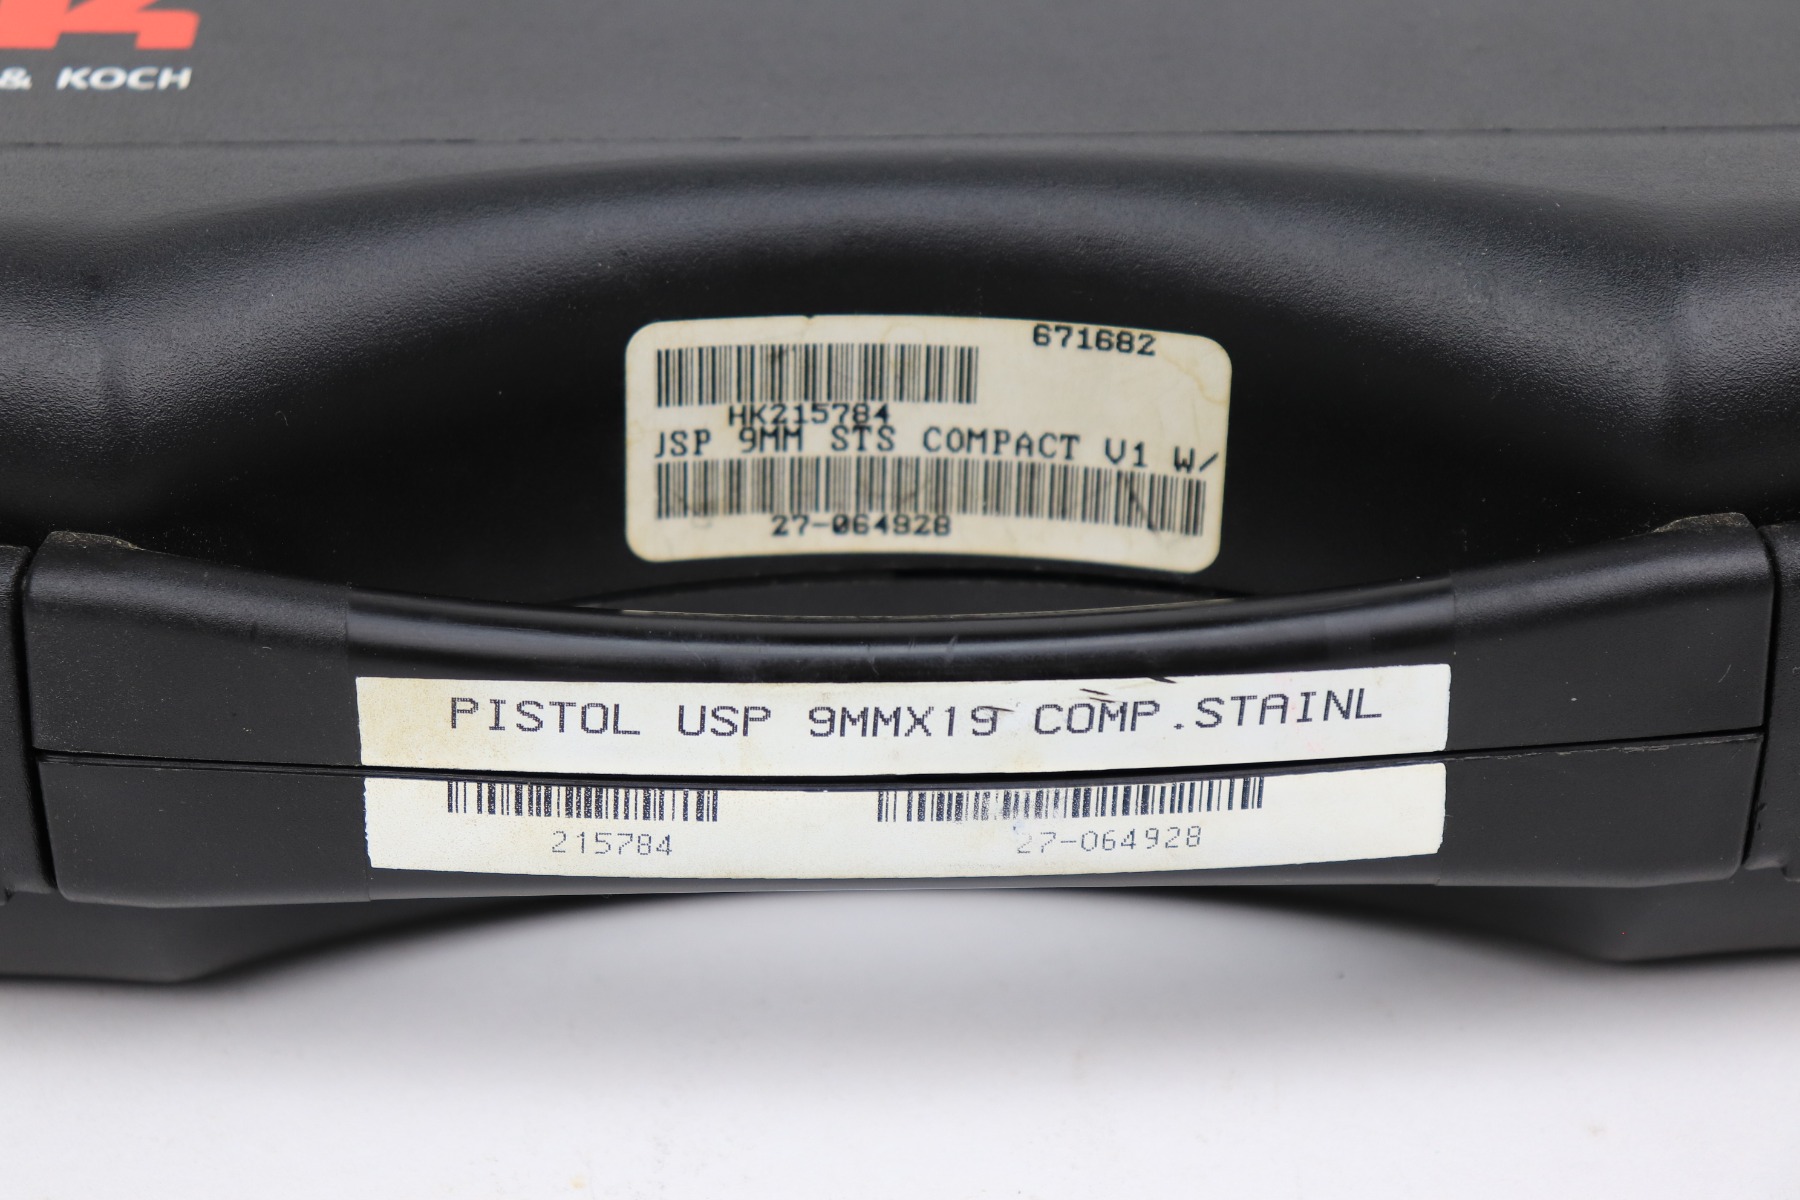 & KOCH
671682
HK215784
JSP 9MM STS COMPACT V1 W/
27-064928
PISTOL USP 9MMX19 COMP.STAINL
215784
27-064928